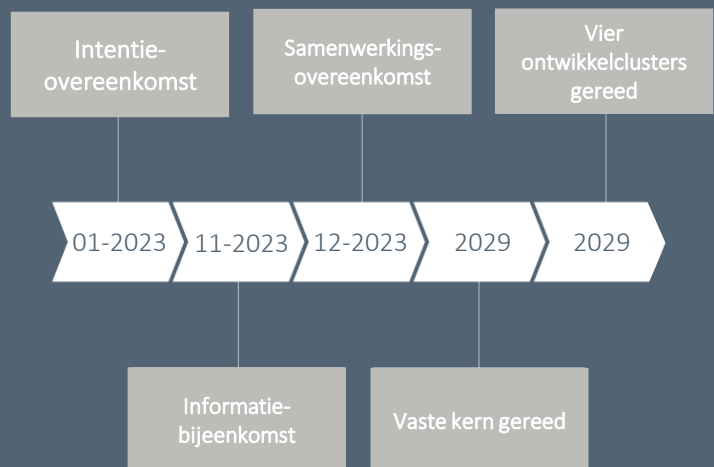 Intentie-
overeenkomst
Samenwerkings-
overeenkomst
Vier
ontwikkelclusters
gereed
01-2023
11-2023
12-2023
2029
2029
Informatie-
bijeenkomst
Vaste kern gereed